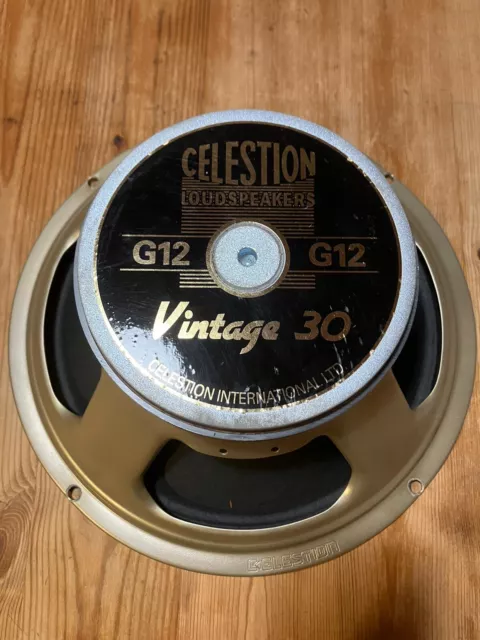 CELESTION
LOUDSPEAKERS
G12 G12
Vintage 30
CELESTION INTERNATIONAL LTD
CELESTION